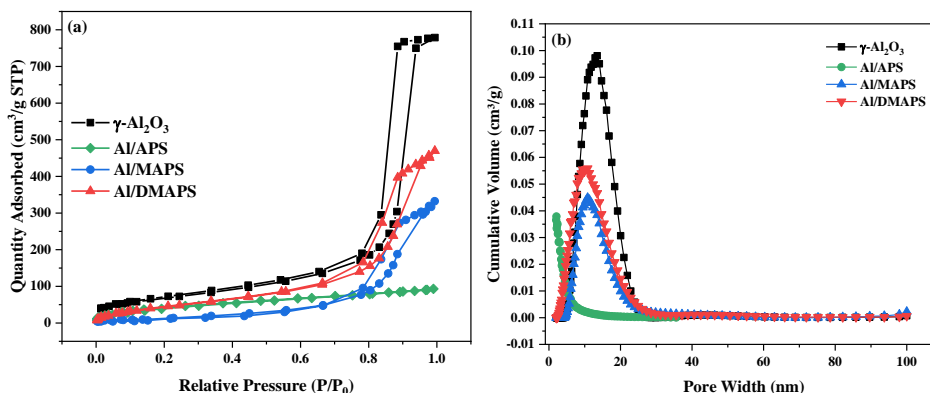 (a)
800
700
600
500
400
300
200
100
0
Quantity Adsorbed (cm³/g STP)
γ-Al₂O₃
Al/APS
Al/MAPS
Al/DMAPS
0.0 0.2 0.4 0.6 0.8 1.0
Relative Pressure (P/P₀)
(b)
0.10
0.09
0.08
0.07
0.06
0.05
0.04
0.03
0.02
0.01
0.00
-0.01
Cumulative Volume (cm³/g)
γ-Al₂O₃
Al/APS
Al/MAPS
Al/DMAPS
0 20 40 60 80 100
Pore Width (nm)